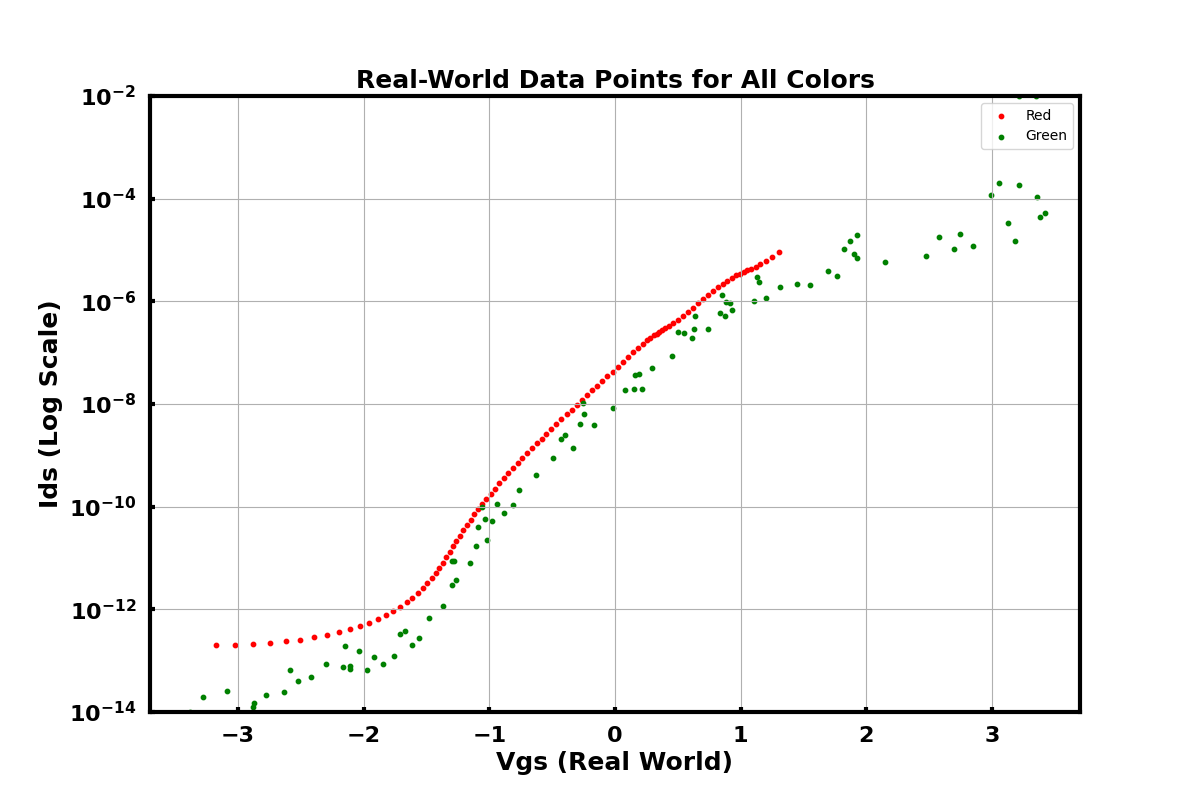 Real-World Data Points for All Colors
10⁻²
10⁻⁴
10⁻⁶
10⁻⁸
10⁻¹⁰
10⁻¹²
10⁻¹⁴
Ids (Log Scale)
Red
Green
−3 −2 −1 0 1 2 3
Vgs (Real World)